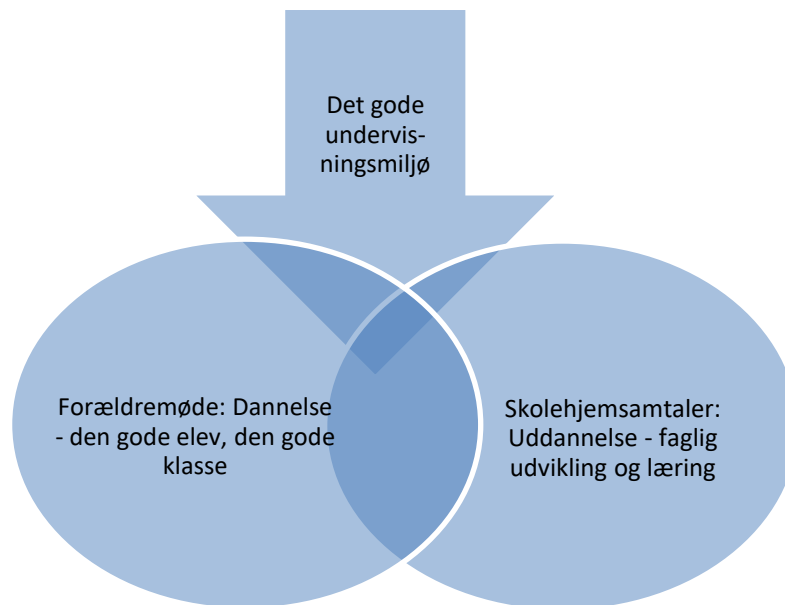 Det gode
undervis-
ningsmiljø
Forældremøde: Dannelse
- den gode elev, den gode
klasse
Skolehjemsamtaler:
Uddannelse - faglig
udvikling og læring